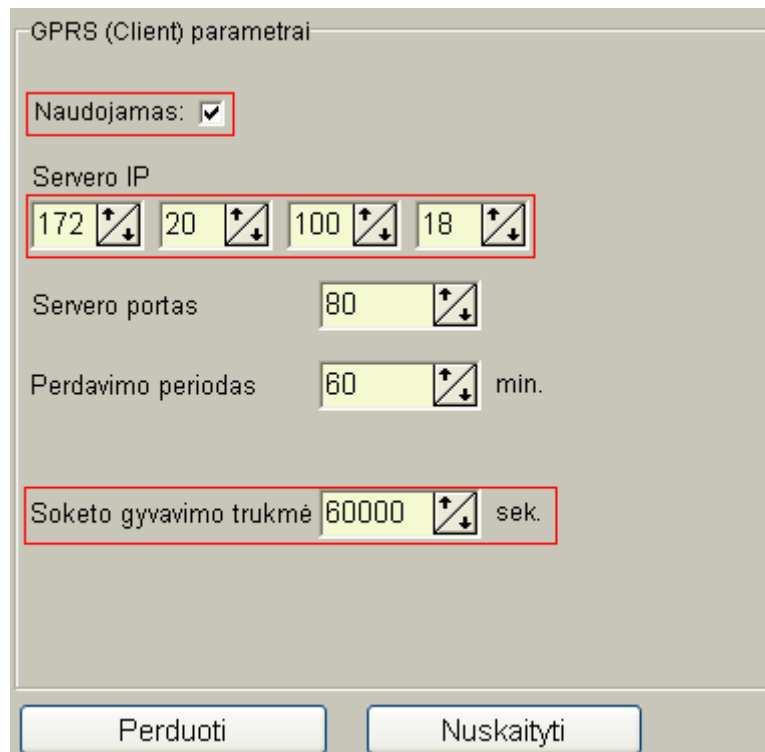 GPRS (Client) parametrai
Naudojamas:
Servero IP
172 20 100 18
Servero portas 80
Perdavimo periodas 60 min.
Soketo gyvavimo trukmė 60000 sek.
Perduoti Nuskaityti